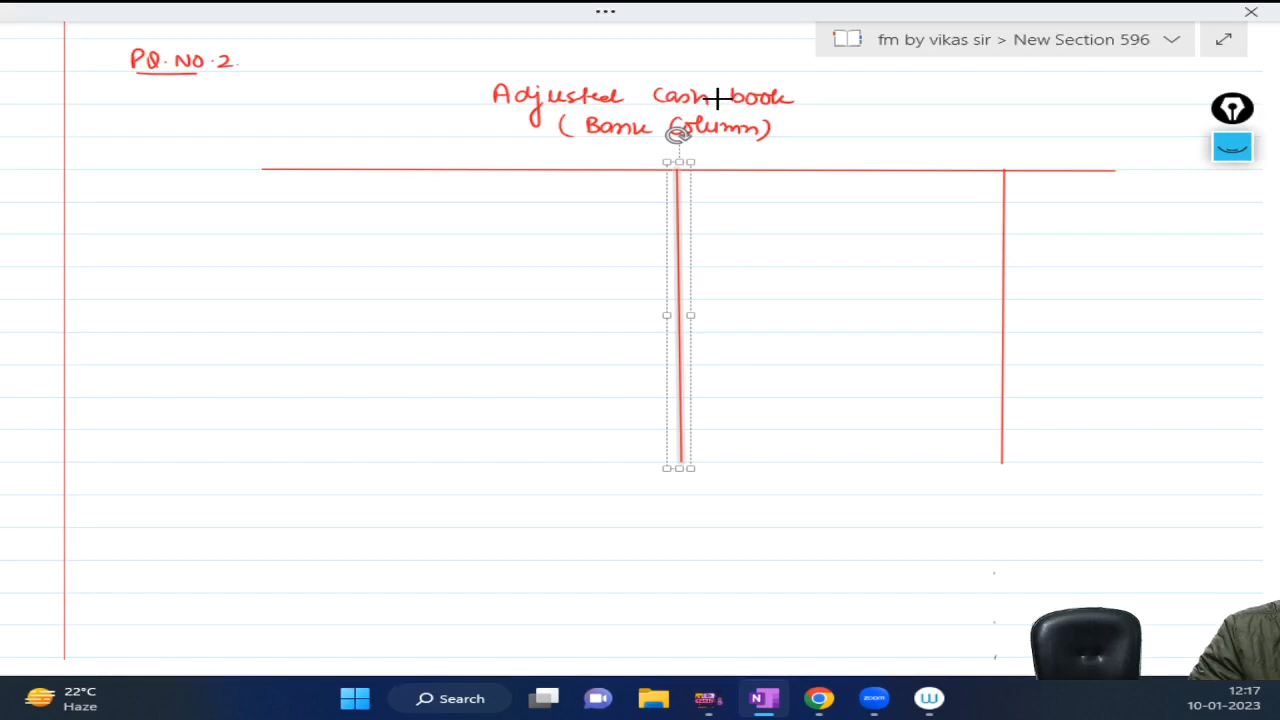 fm by vikas sir > New Section 596
PQ. NO. 2.
Adjusted Cash book
( Bank Column)
22°C
Haze
Search
zoom
12:17
10-01-2023